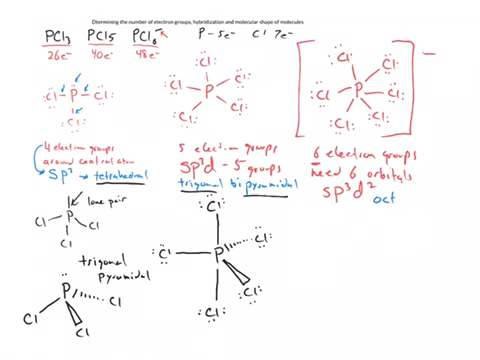 Dtermining the number of electron groups, hybridization and molecular shape of molecules
PCl3 PCl5 PCl6- P - 5e- Cl 7e-
26e- 40e- 48e-
Cl P Cl
Cl
Cl
Cl P Cl
Cl Cl
Cl Cl
Cl P Cl
Cl Cl
-
4 electron groups
around central atom
SP3 → tetrahedral
5 electron groups
SP3d - 5 groups
trigonal bipyramidal
6 electron groups
need 6 orbitals
SP3d2
oct
lone pair
P
Cl Cl
Cl
trigonal
pyramidal
P
Cl Cl
Cl
Cl
Cl P Cl
Cl
Cl